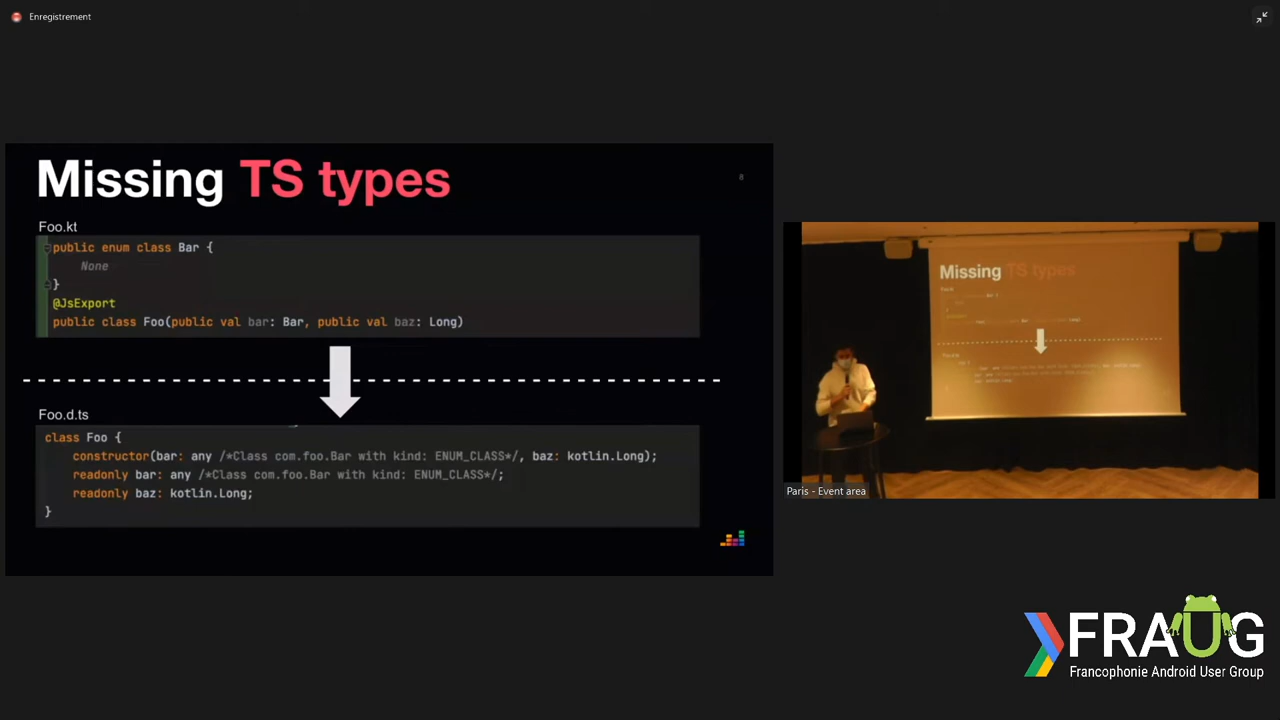 Enregistrement
Missing TS types
8
Foo.kt
public enum class Bar {
None
}
@JsExport
public class Foo(public val bar: Bar, public val baz: Long)
Foo.d.ts
class Foo {
constructor(bar: any /*Class com.foo.Bar with kind: ENUM_CLASS*/, baz: kotlin.Long);
readonly bar: any /*Class com.foo.Bar with kind: ENUM_CLASS*/;
readonly baz: kotlin.Long;
}
Missing TS types
Paris - Event area
FRAUG
Francophonie Android User Group